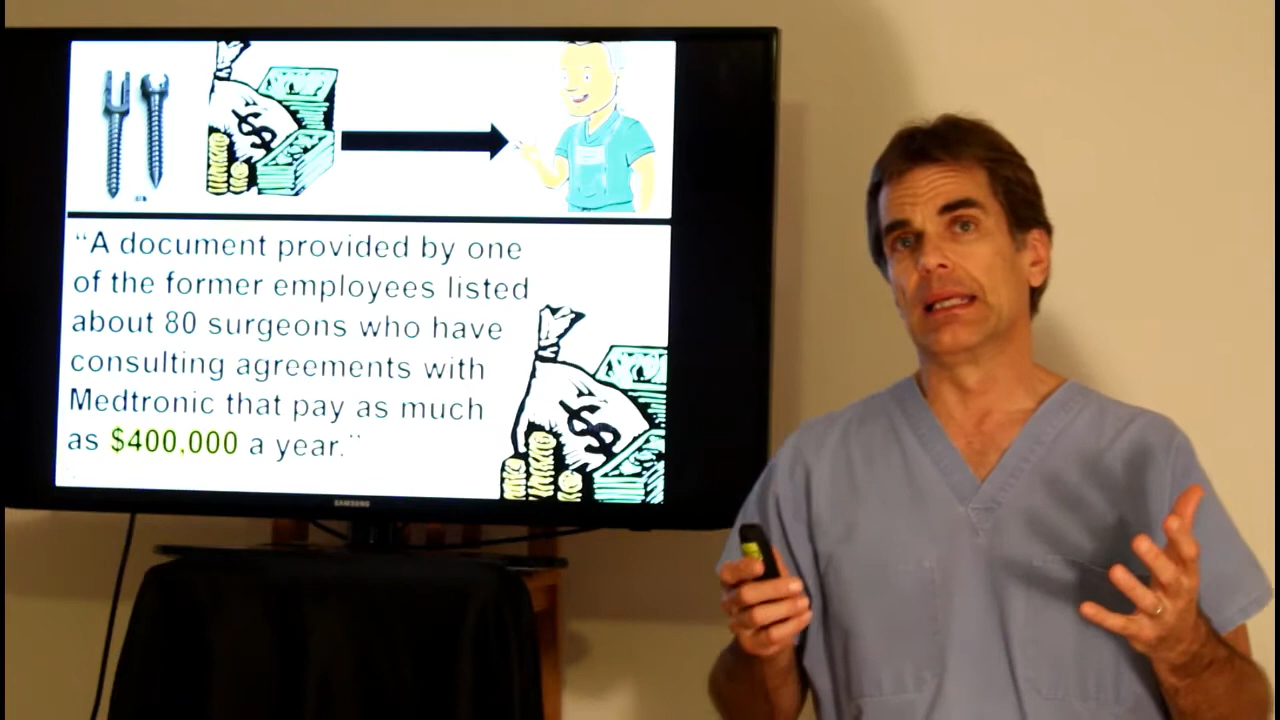 $
"A document provided by one
of the former employees listed
about 80 surgeons who have
consulting agreements with
Medtronic that pay as much
as $400,000 a year."
$
SAMSUNG